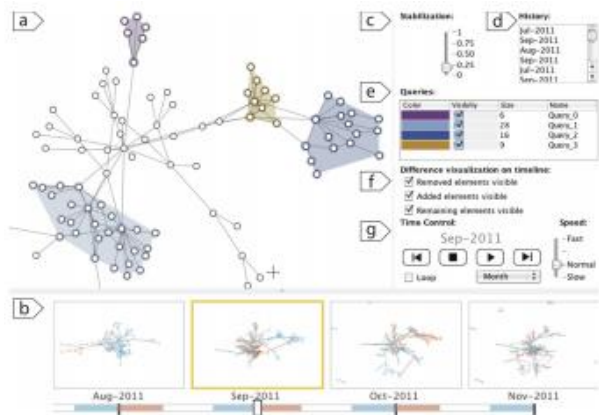 a
c
Stabilization:
1
0.75
0.50
0.25
0
d
History:
Jul-2011
Sep-2011
Aug-2011
Sep-2011
Jul-2011
Sep-2011
e
Queries:
Color Visibility Size Name
6 Query_0
28 Query_1
16 Query_2
9 Query_3
f
Difference visualization on timeline:
Removed elements visible
Added elements visible
Remaining elements visible
g
Time Control:
Speed:
Sep-2011
Fast
Normal
Slow
Loop
Month
b
Aug-2011
Sep-2011
Oct-2011
Nov-2011